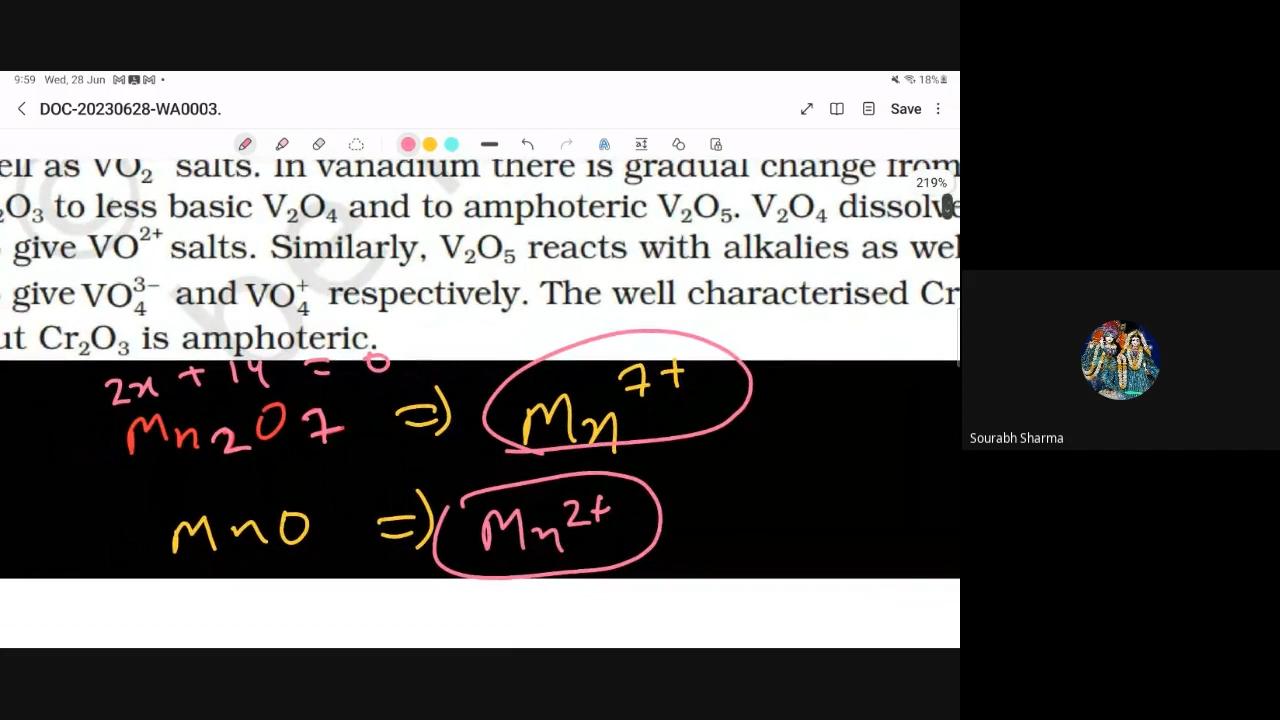 9:59 Wed, 28 Jun
18%
DOC-20230628-WA0003.
Save
ell as VO₂ salts. In vanadium there is gradual change from
219%
₂O₃ to less basic V₂O₄ and to amphoteric V₂O₅. V₂O₄ dissolve
give VO²⁺ salts. Similarly, V₂O₅ reacts with alkalies as wel
give VO₄³⁻ and VO₄⁺ respectively. The well characterised Cr
ut Cr₂O₃ is amphoteric.
2x + 14 = 0
Mn2O7 => Mn⁷⁺
MnO => Mn²⁺
Sourabh Sharma